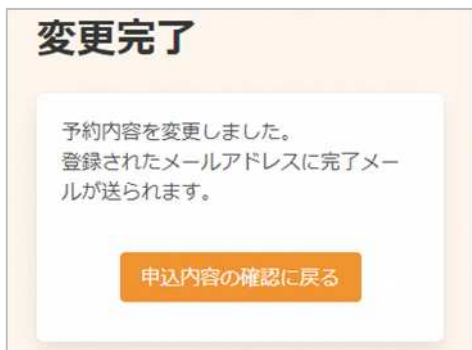 変更完了
予約内容を変更しました。
登録されたメールアドレスに完了メー
ルが送られます。
申込内容の確認に戻る